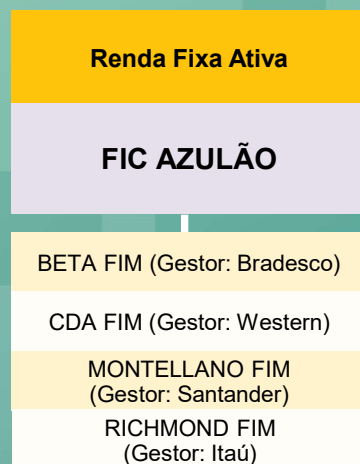 Renda Fixa Ativa
FIC AZULÃO
BETA FIM (Gestor: Bradesco)
CDA FIM (Gestor: Western)
MONTELLANO FIM
(Gestor: Santander)
RICHMOND FIM
(Gestor: Itaú)